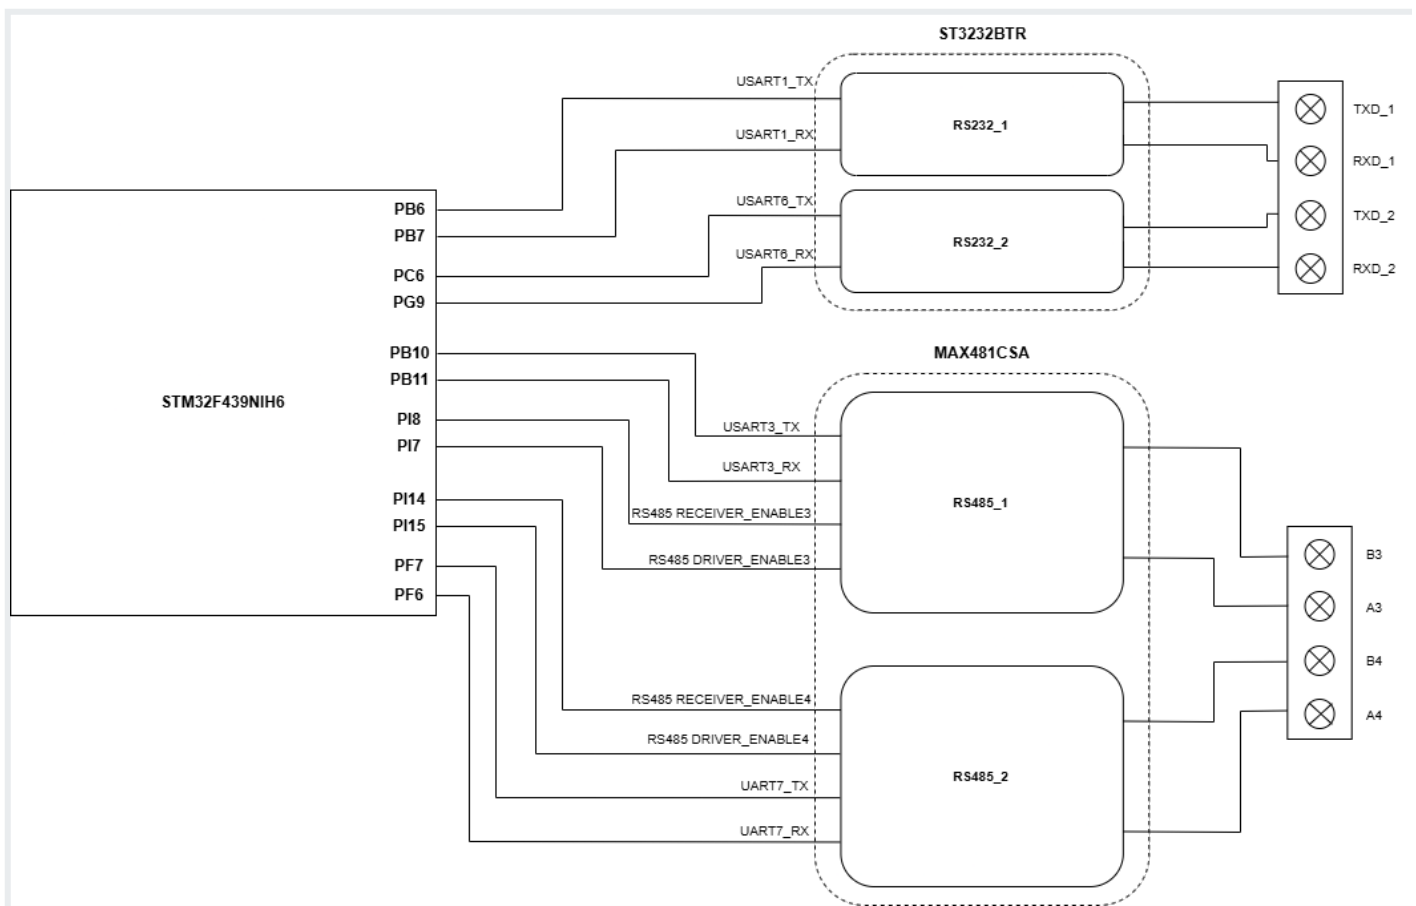 ST3232BTR
USART1_TX
RS232_1
TXD_1
USART1_RX
RXD_1
USART6_TX
RS232_2
TXD_2
USART6_RX
RXD_2
PB6
PB7
PC6
PG9
PB10
PB11
PI8
PI7
PI14
PI15
PF7
PF6
STM32F439NIH6
MAX481CSA
USART3_TX
USART3_RX
RS485 RECEIVER_ENABLE3
RS485 DRIVER_ENABLE3
RS485_1
B3
A3
B4
A4
RS485 RECEIVER_ENABLE4
RS485 DRIVER_ENABLE4
UART7_TX
UART7_RX
RS485_2